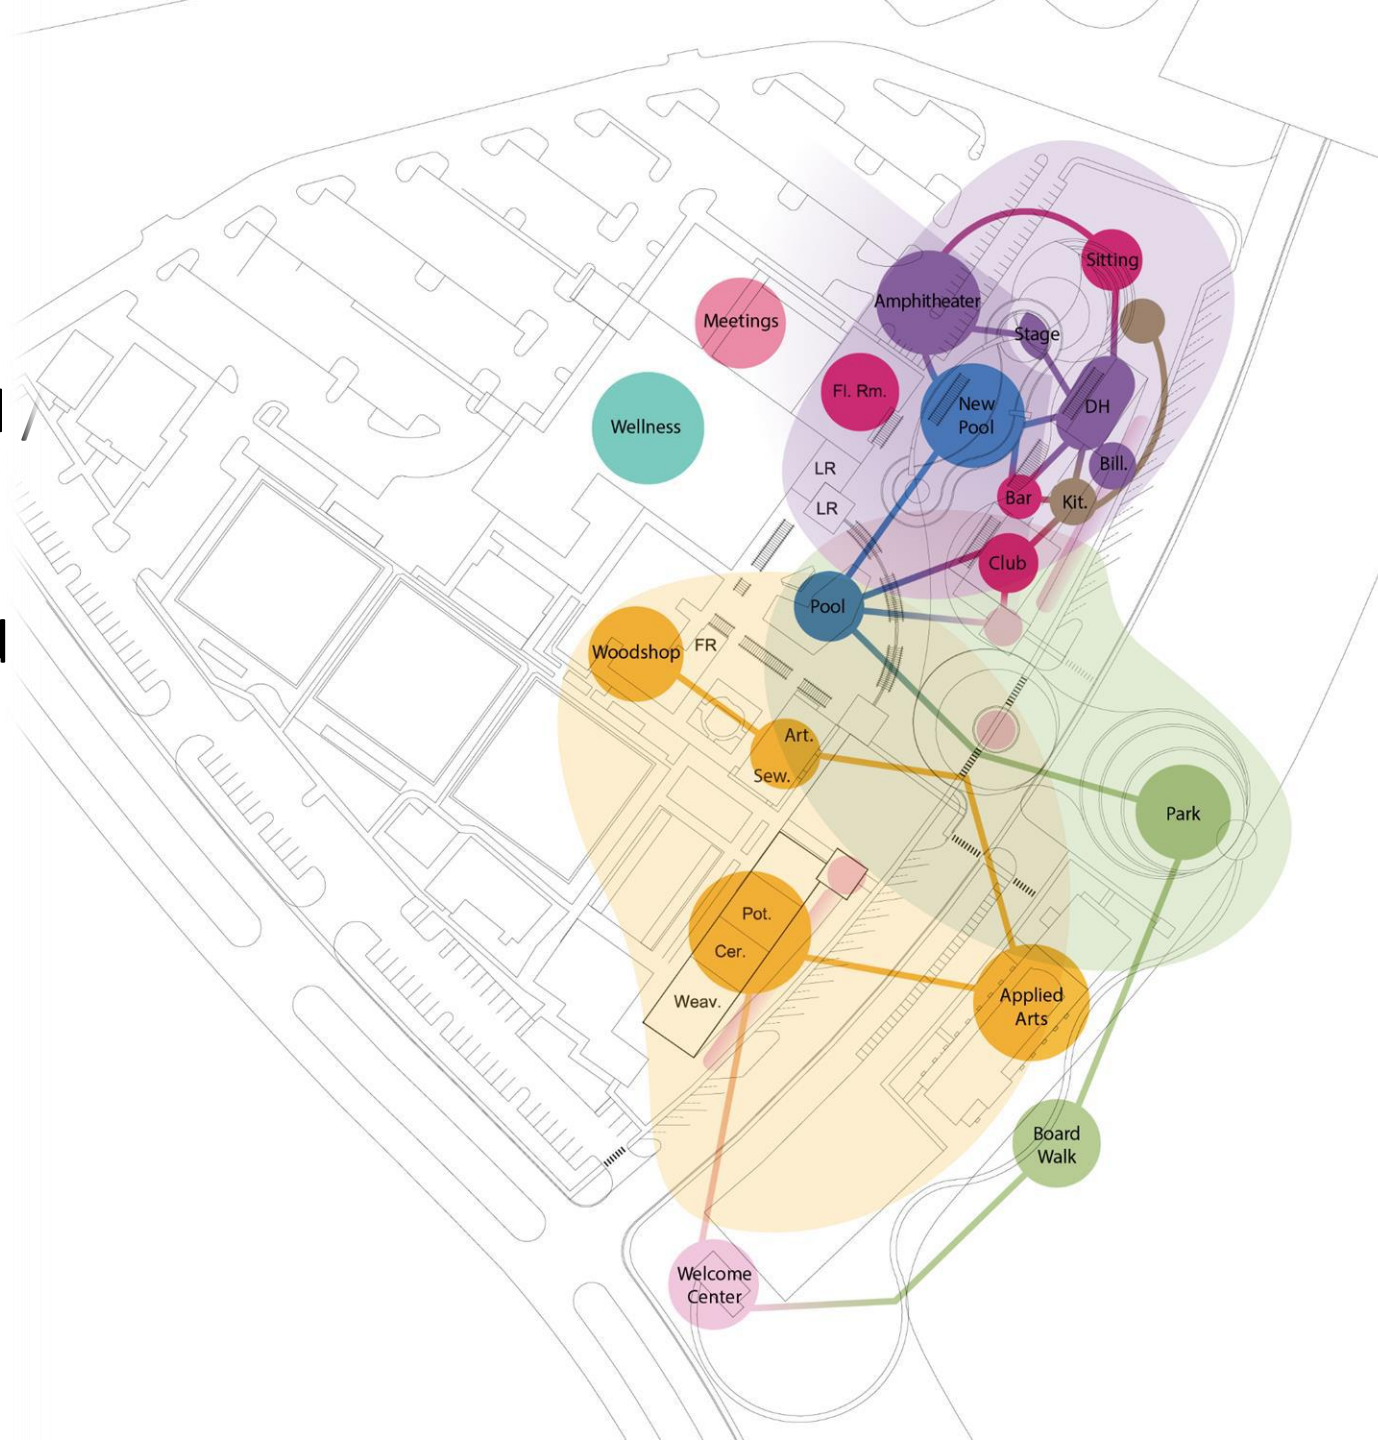 Sitting
Amphitheater
Meetings
Stage
Fl. Rm.
New
Pool
DH
Wellness
Bill.
LR
Bar
Kit.
LR
Club
Pool
Woodshop
FR
Art.
Sew.
Park
Pot.
Cer.
Weav.
Applied
Arts
Board
Walk
Welcome
Center